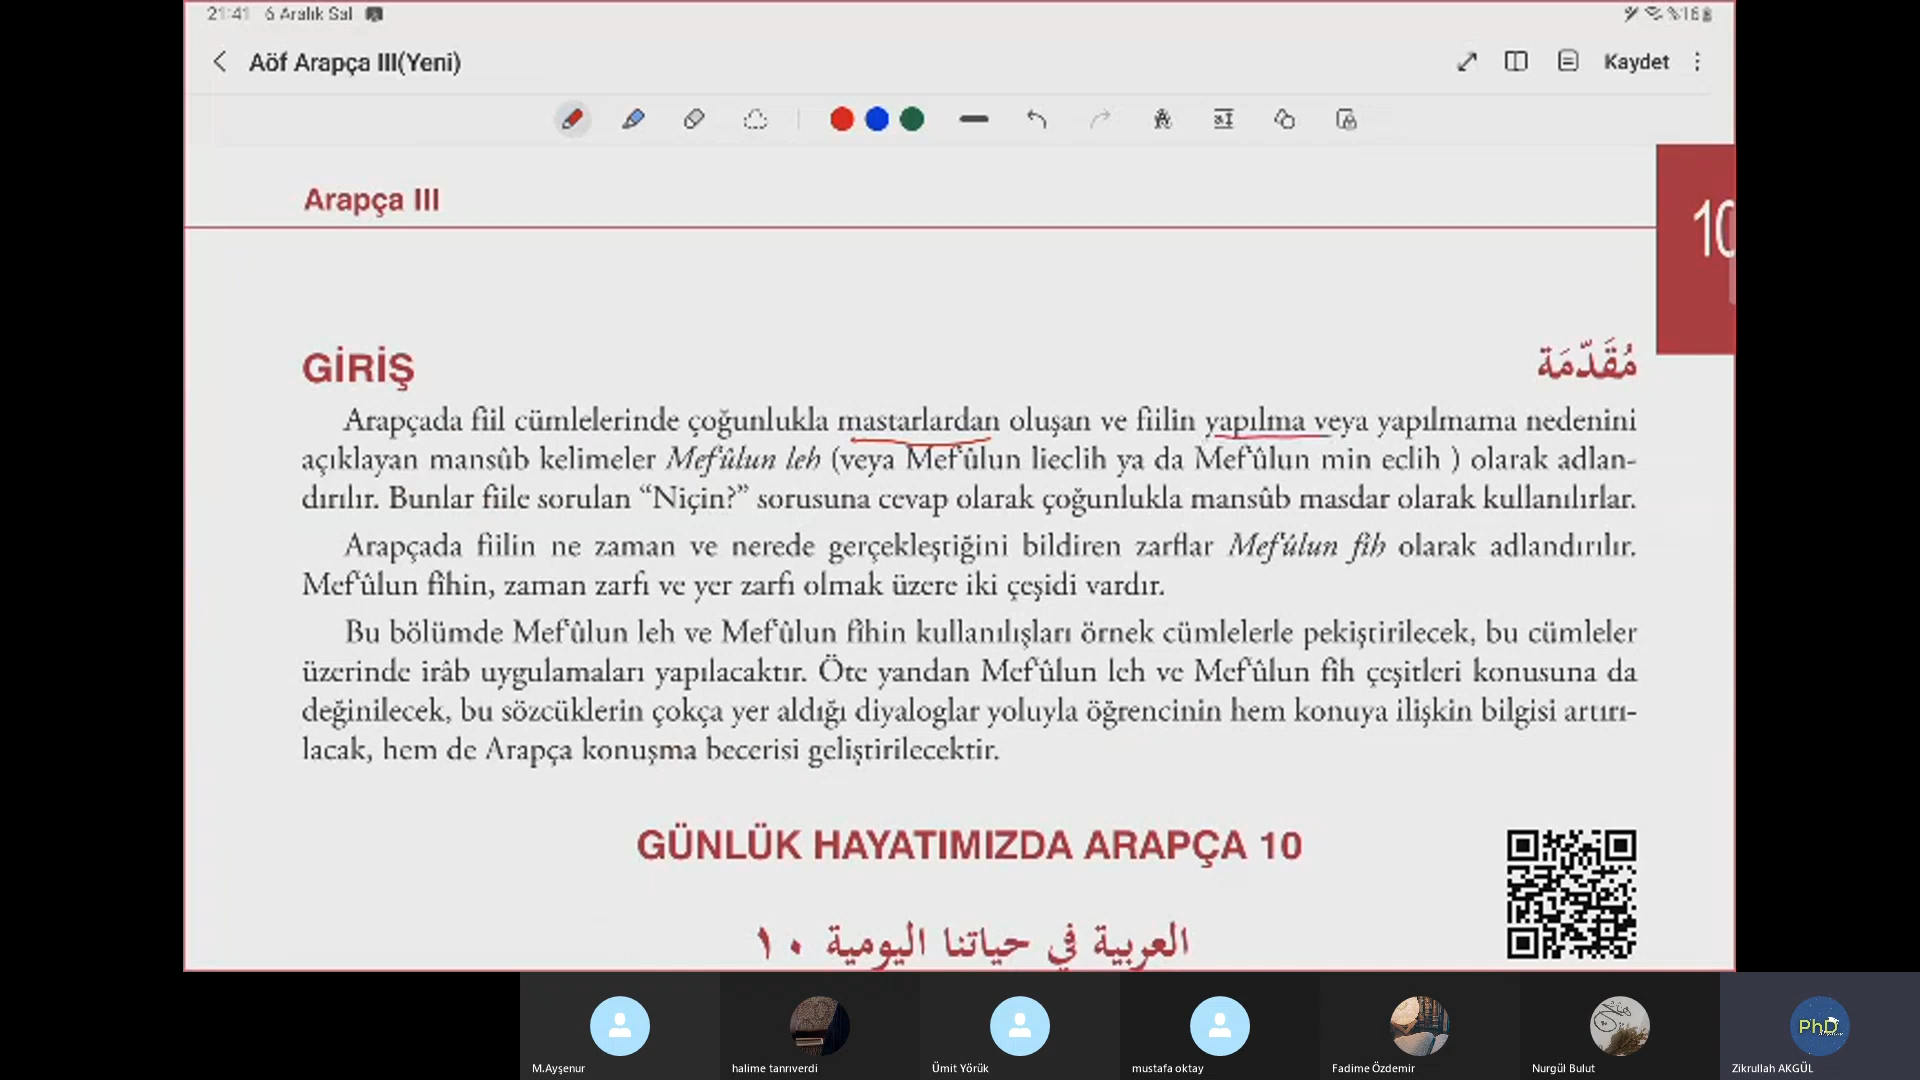 21:41 6 Aralık Sal
%16
Aöf Arapça III(Yeni)
Kaydet
Arapça III
10
GİRİŞ
مُقَدّمَة
Arapçada fiil cümlelerinde çoğunlukla mastarlardan oluşan ve fiilin yapılma veya yapılmama nedenini
açıklayan mansûb kelimeler Mef'ûlun leh (veya Mef'ûlun lieclih ya da Mef'ûlun min eclih ) olarak adlan-
dırılır. Bunlar fiile sorulan “Niçin?” sorusuna cevap olarak çoğunlukla mansûb masdar olarak kullanılırlar.
Arapçada fiilin ne zaman ve nerede gerçekleştiğini bildiren zarflar Mef'ûlun fîh olarak adlandırılır.
Mef'ûlun fîhin, zaman zarfı ve yer zarfı olmak üzere iki çeşidi vardır.
Bu bölümde Mef'ûlun leh ve Mef'ûlun fîhin kullanılışları örnek cümlelerle pekiştirilecek, bu cümleler
üzerinde irâb uygulamaları yapılacaktır. Öte yandan Mef'ûlun leh ve Mef'ûlun fîh çeşitleri konusuna da
değinilecek, bu sözcüklerin çokça yer aldığı diyaloglar yoluyla öğrencinin hem konuya ilişkin bilgisi artırı-
lacak, hem de Arapça konuşma becerisi geliştirilecektir.
GÜNLÜK HAYATIMIZDA ARAPÇA 10
العربية في حياتنا اليومية ١٠
PhD
M.Ayşenur
halime tanrıverdi
Ümit Yörük
mustafa oktay
Fadime Özdemir
Nurgül Bulut
Zikrullah AKGÜL